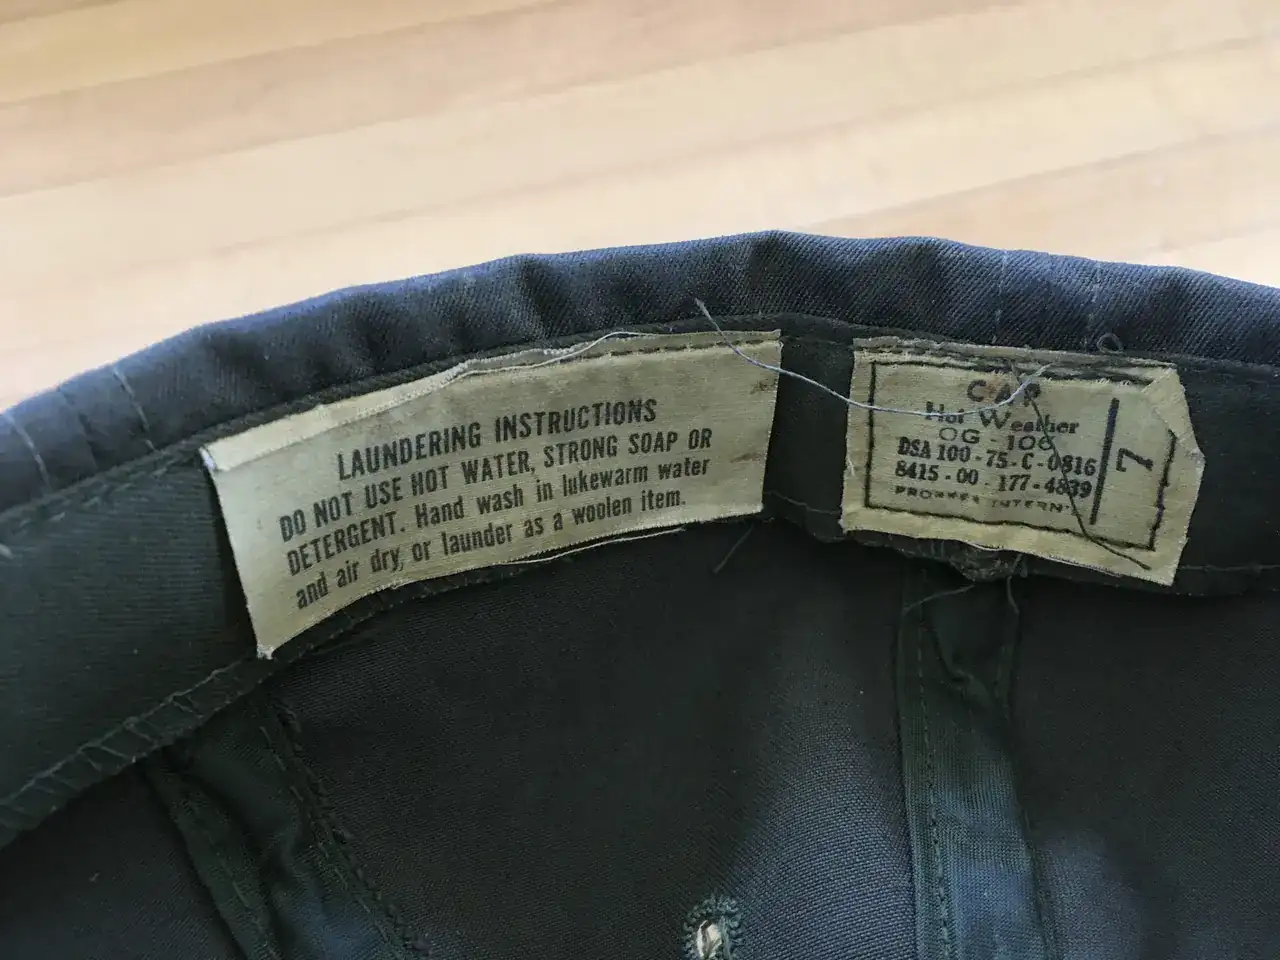 LAUNDERING INSTRUCTIONS
DO NOT USE HOT WATER, STRONG SOAP OR
DETERGENT. Hand wash in lukewarm water
and air dry, or launder as a woolen item.
CAP
Hot Weather
OG - 106
DSA 100-75-C-0816
8415-00-177-4839
INTERN
7